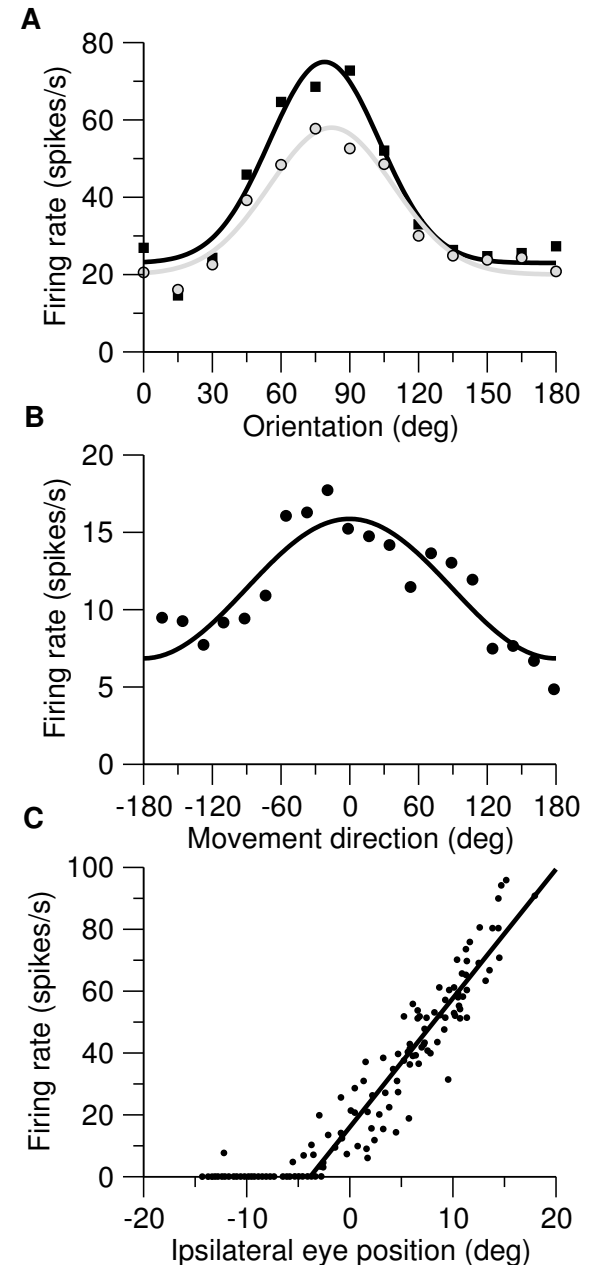 A
Firing rate (spikes/s)
80
60
40
20
0
0 30 60 90 120 150 180
Orientation (deg)
B
Firing rate (spikes/s)
20
15
10
5
0
-180 -120 -60 0 60 120 180
Movement direction (deg)
C
Firing rate (spikes/s)
100
80
60
40
20
0
-20 -10 0 10 20
Ipsilateral eye position (deg)